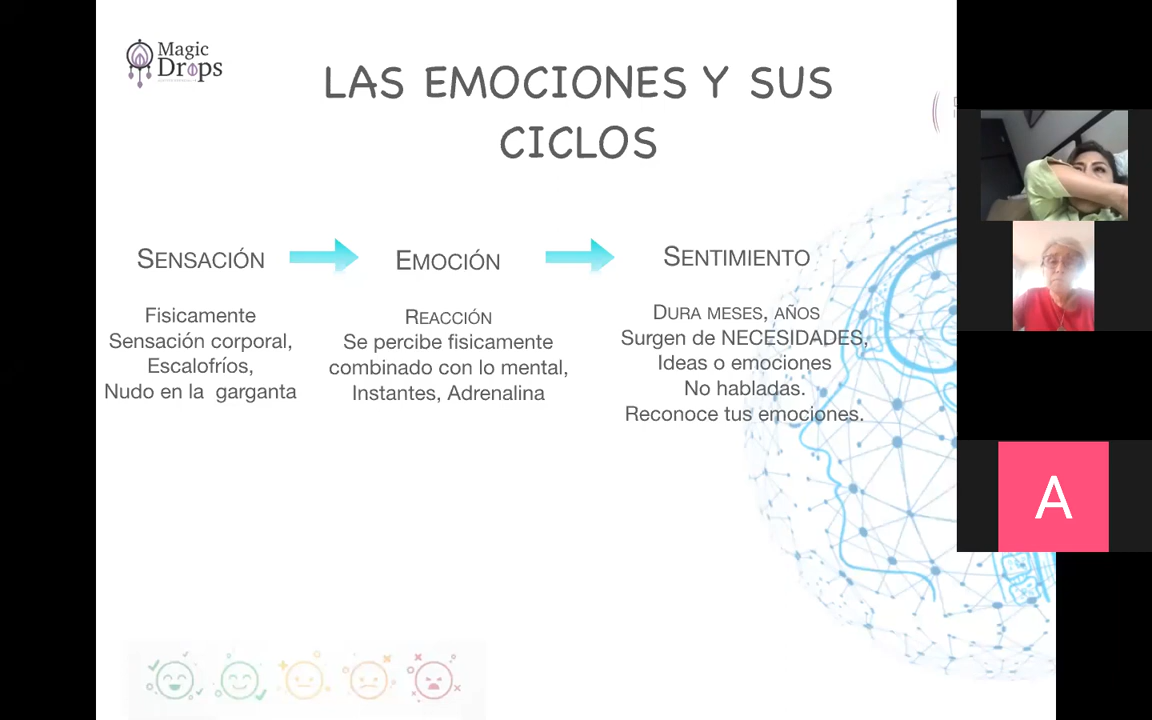 Magic
Drops
LAS EMOCIONES Y SUS
CICLOS
SENSACIÓN
Fisicamente
Sensación corporal,
Escalofríos,
Nudo en la garganta
EMOCIÓN
REACCIÓN
Se percibe fisicamente
combinado con lo mental,
Instantes, Adrenalina
SENTIMIENTO
DURA MESES, AÑOS
Surgen de NECESIDADES,
Ideas o emociones
No habladas.
Reconoce tus emociones.
A